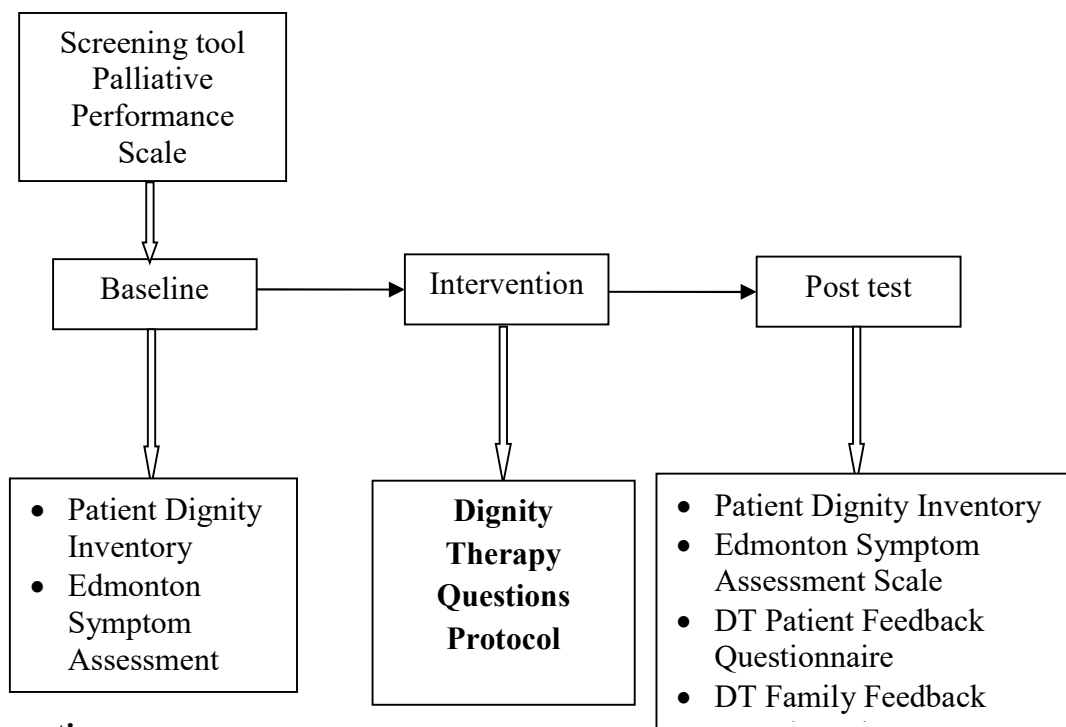 Screening tool
Palliative
Performance
Scale
Baseline
Intervention
Post test
• Patient Dignity
Inventory
• Edmonton
Symptom
Assessment
Dignity
Therapy
Questions
Protocol
• Patient Dignity Inventory
• Edmonton Symptom
Assessment Scale
• DT Patient Feedback
Questionnaire
• DT Family Feedback